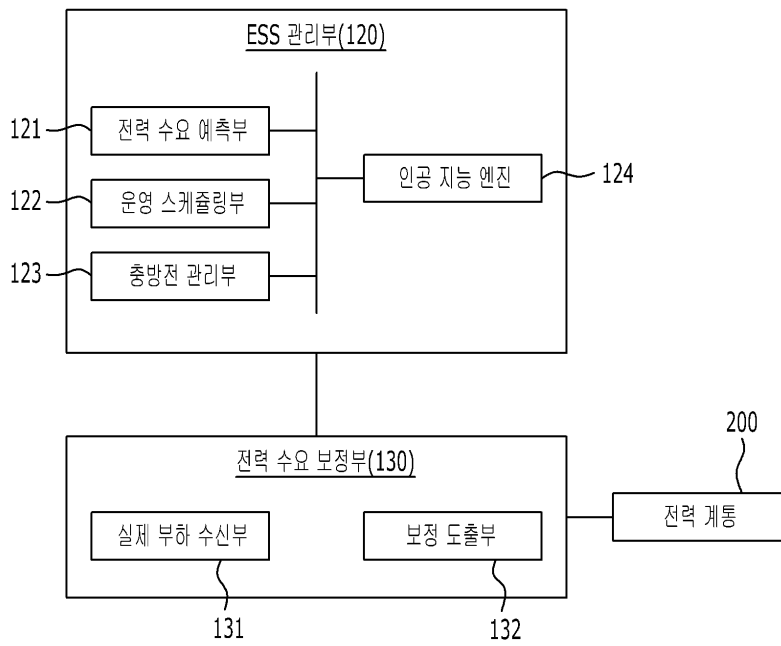 ESS 관리부(120)
121
전력 수요 예측부
122
운영 스케쥴링부
123
충방전 관리부
인공 지능 엔진
124
전력 수요 보정부(130)
실제 부하 수신부
보정 도출부
131
132
200
전력 계통